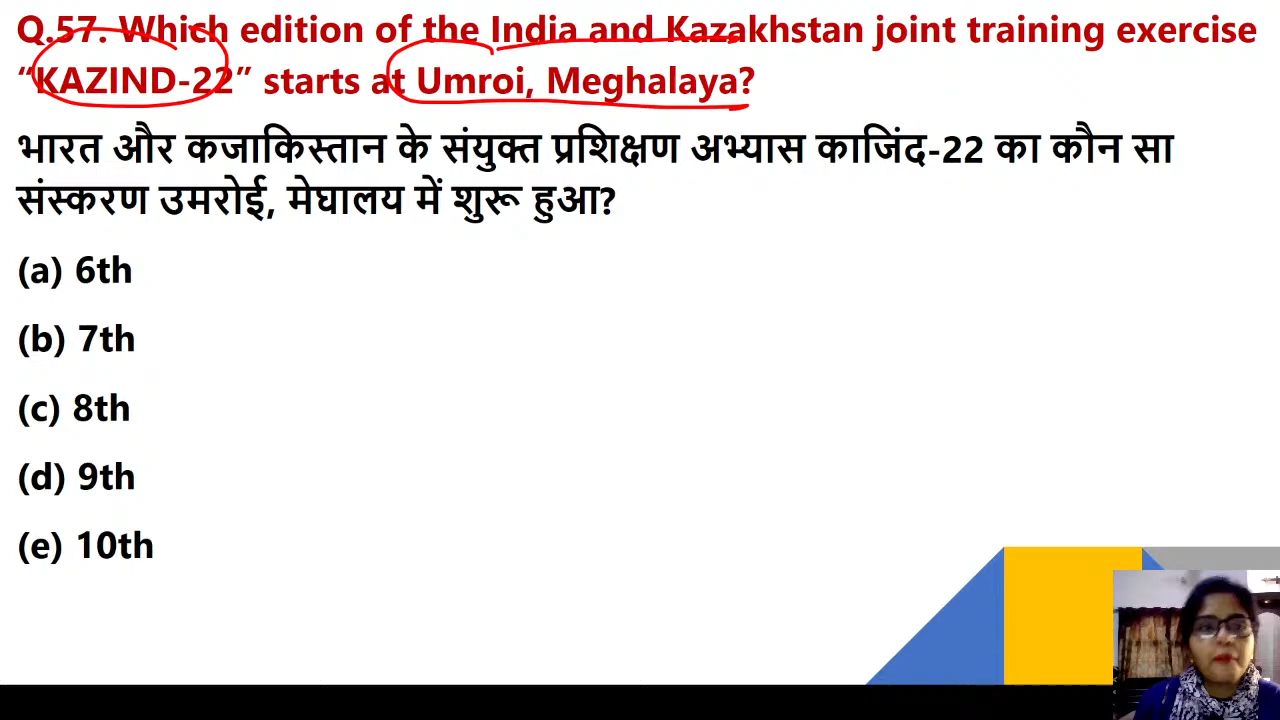 Q.57. Which edition of the India and Kazakhstan joint training exercise
“KAZIND-22” starts at Umroi, Meghalaya?
भारत और कजाकिस्तान के संयुक्त प्रशिक्षण अभ्यास काजिंद-22 का कौन सा
संस्करण उमरोई, मेघालय में शुरू हुआ?
(a) 6th
(b) 7th
(c) 8th
(d) 9th
(e) 10th